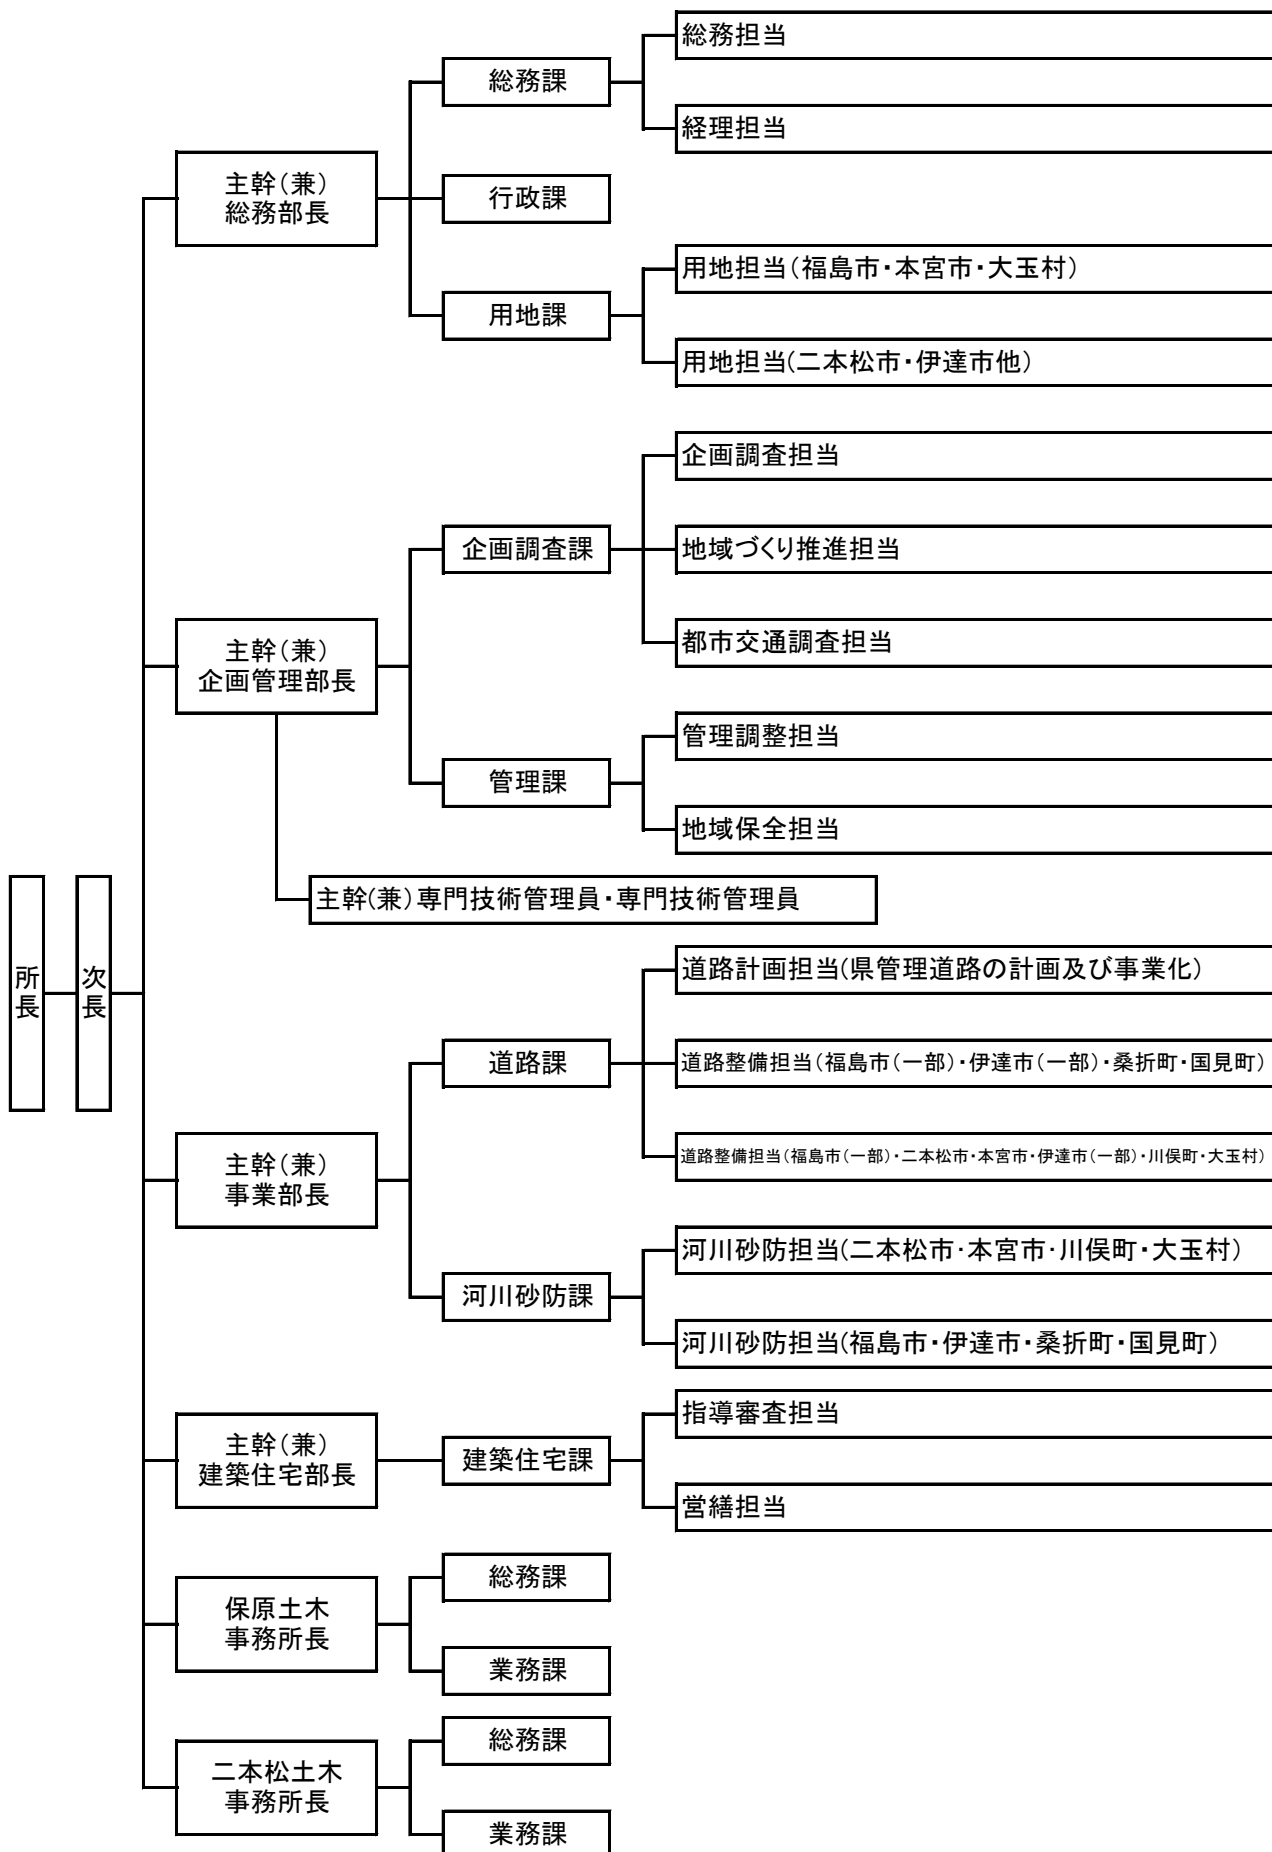 所長
次長
主幹(兼)
総務部長
総務課
総務担当
経理担当
行政課
用地課
用地担当(福島市・本宮市・大玉村)
用地担当(二本松市・伊達市他)
主幹(兼)
企画管理部長
企画調査課
企画調査担当
地域づくり推進担当
都市交通調査担当
管理課
管理調整担当
地域保全担当
主幹(兼)専門技術管理員・専門技術管理員
主幹(兼)
事業部長
道路課
道路計画担当(県管理道路の計画及び事業化)
道路整備担当(福島市(一部)・伊達市(一部)・桑折町・国見町)
道路整備担当(福島市(一部)・二本松市・本宮市・伊達市(一部)・川俣町・大玉村)
河川砂防課
河川砂防担当(二本松市・本宮市・川俣町・大玉村)
河川砂防担当(福島市・伊達市・桑折町・国見町)
主幹(兼)
建築住宅部長
建築住宅課
指導審査担当
営繕担当
保原土木
事務所長
総務課
業務課
二本松土木
事務所長
総務課
業務課